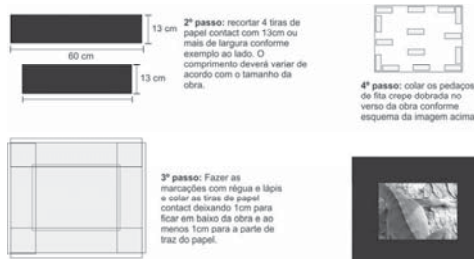 13 cm
60 cm
13 cm
2º passo: recortar 4 tiras de
papel contact com 13cm ou
mais de largura conforme
exemplo ao lado. O
comprimento deverá variar de
acordo com o tamanho da
obra.
4º passo: colar os pedaços
de fita crepe dobrada no
verso da obra conforme
esquema da imagem acima
3º passo: Fazer as
marcações com régua e lápis
e colar as tiras de papel
contact deixando 1cm para
ficar em baixo da obra e ao
menos 1cm para a parte de
traz do papel.